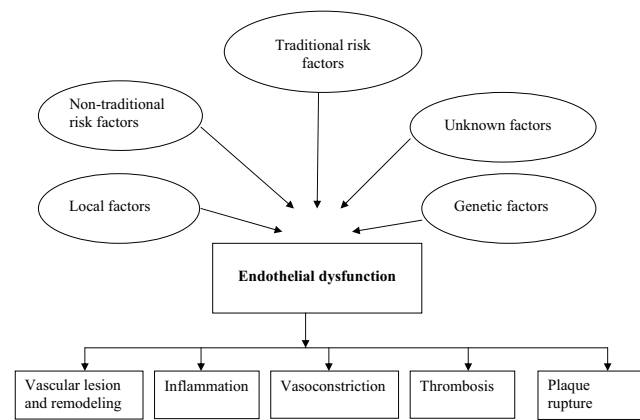 Traditional risk
factors
Non-traditional
risk factors
Unknown factors
Local factors
Genetic factors
Endothelial dysfunction
Vascular lesion
and remodeling
Inflammation
Vasoconstriction
Thrombosis
Plaque
rupture